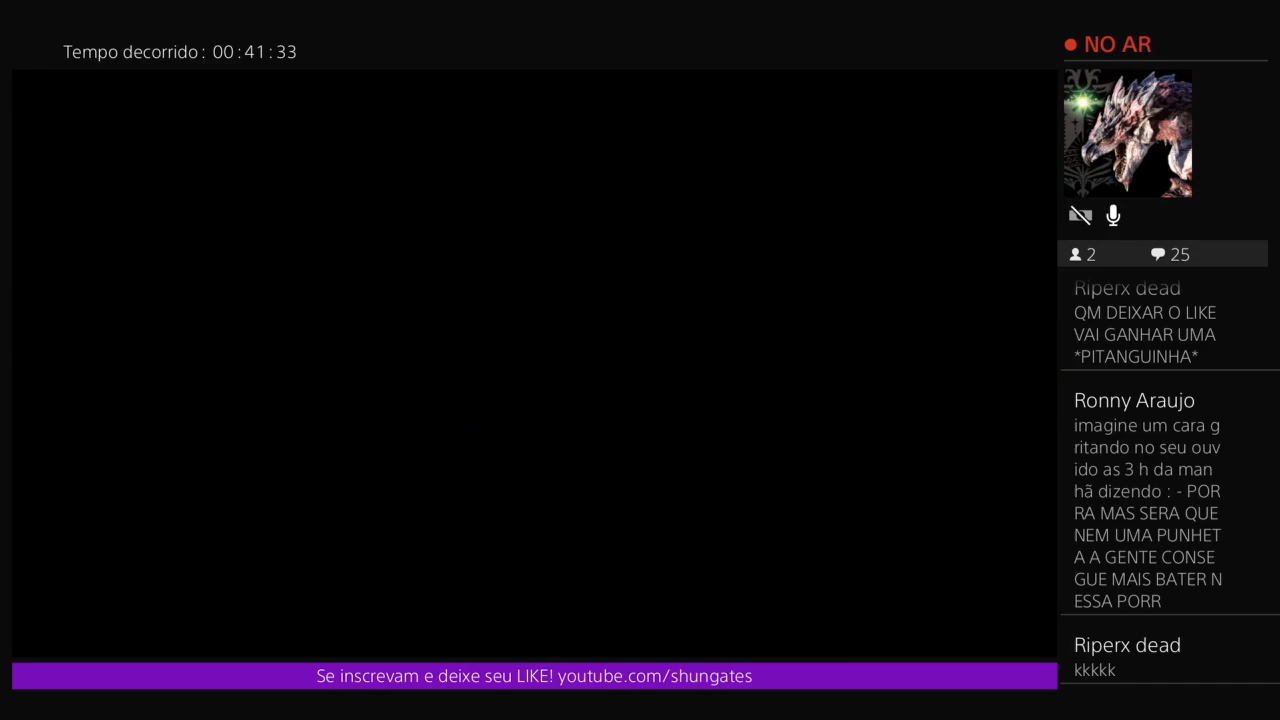 Tempo decorrido : 00 : 41 : 33
NO AR
2
25
Riperx dead
QM DEIXAR O LIKE
VAI GANHAR UMA
*PITANGUINHA*
Ronny Araujo
imagine um cara g
ritando no seu ouv
ido as 3 h da man
hã dizendo : - POR
RA MAS SERA QUE
NEM UMA PUNHET
A A GENTE CONSE
GUE MAIS BATER N
ESSA PORR
Riperx dead
kkkkk
Se inscrevam e deixe seu LIKE! youtube.com/shungates